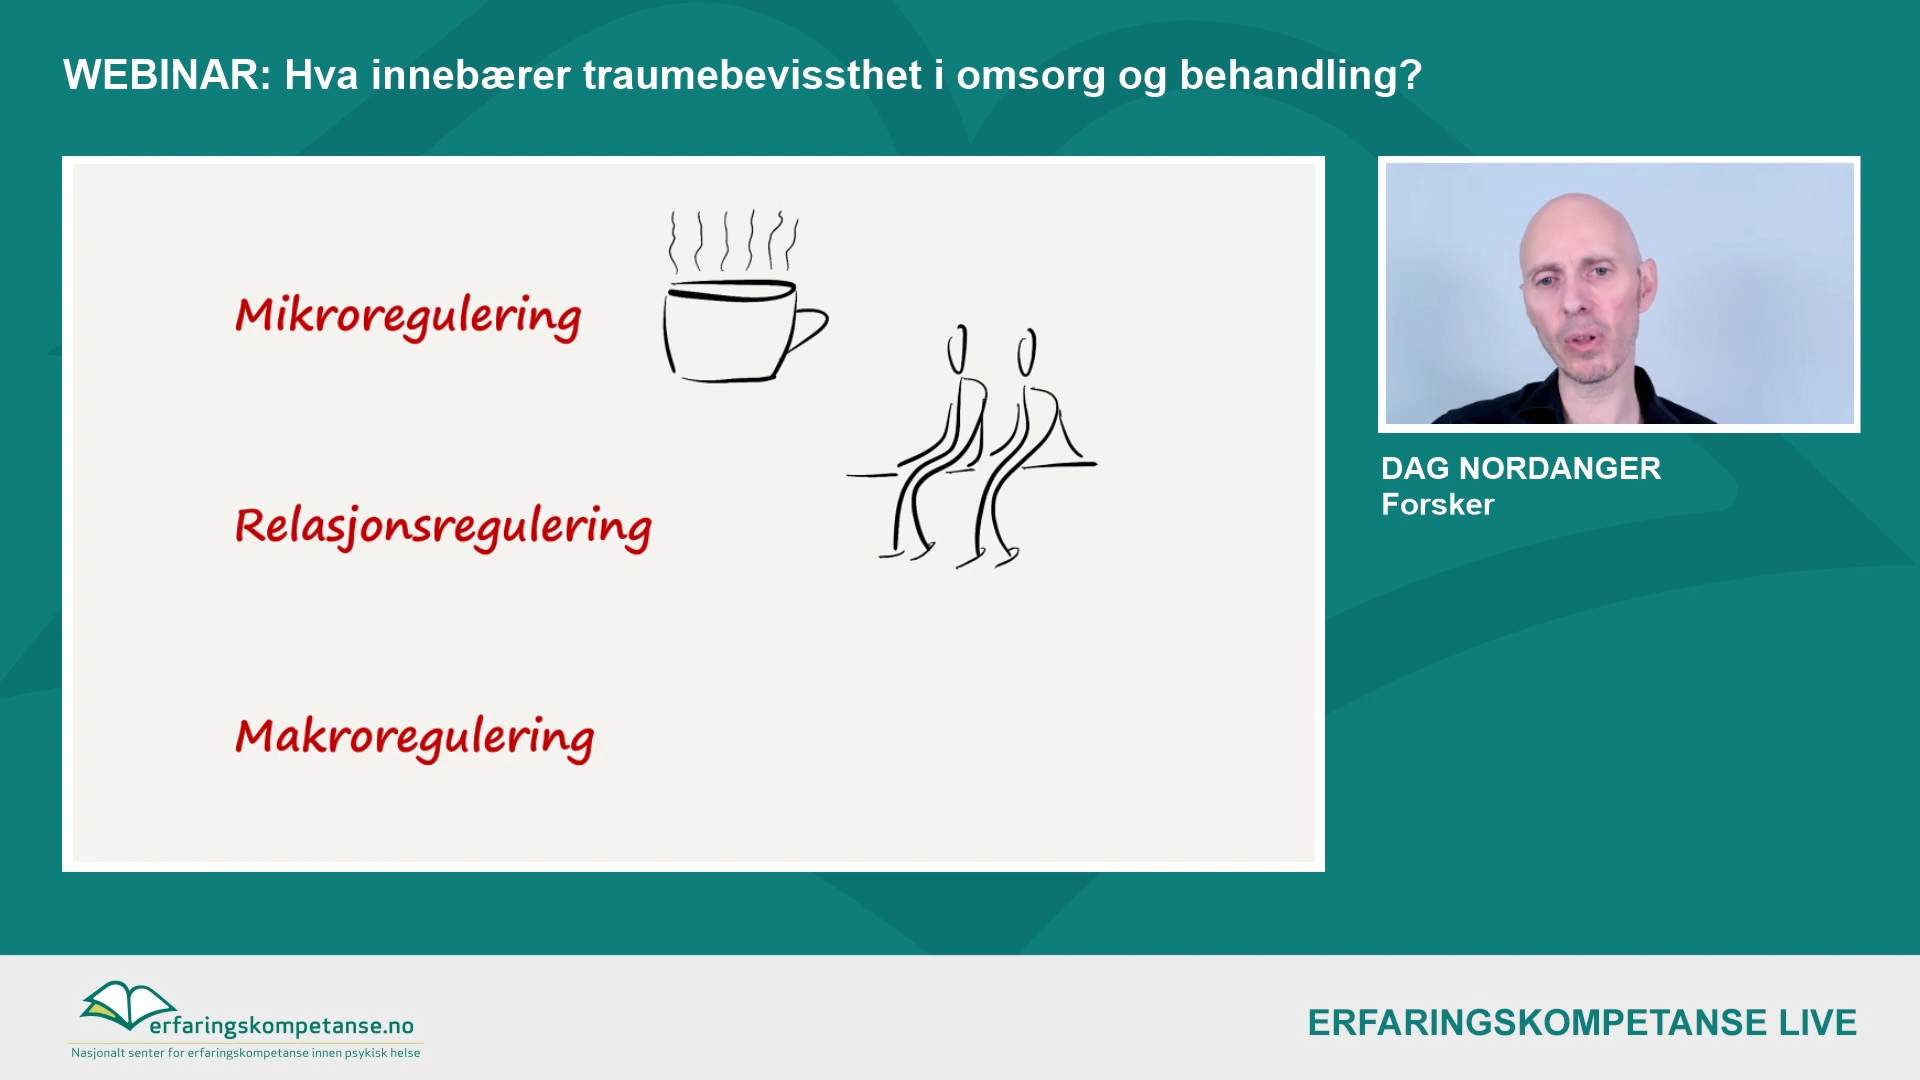 WEBINAR: Hva innebærer traumebevissthet i omsorg og behandling?
Mikroregulering
Relasjonsregulering
Makroregulering
DAG NORDANGER
Forsker
erfaringskompetanse.no
Nasjonalt senter for erfaringskompetanse innen psykisk helse
ERFARINGSKOMPETANSE LIVE